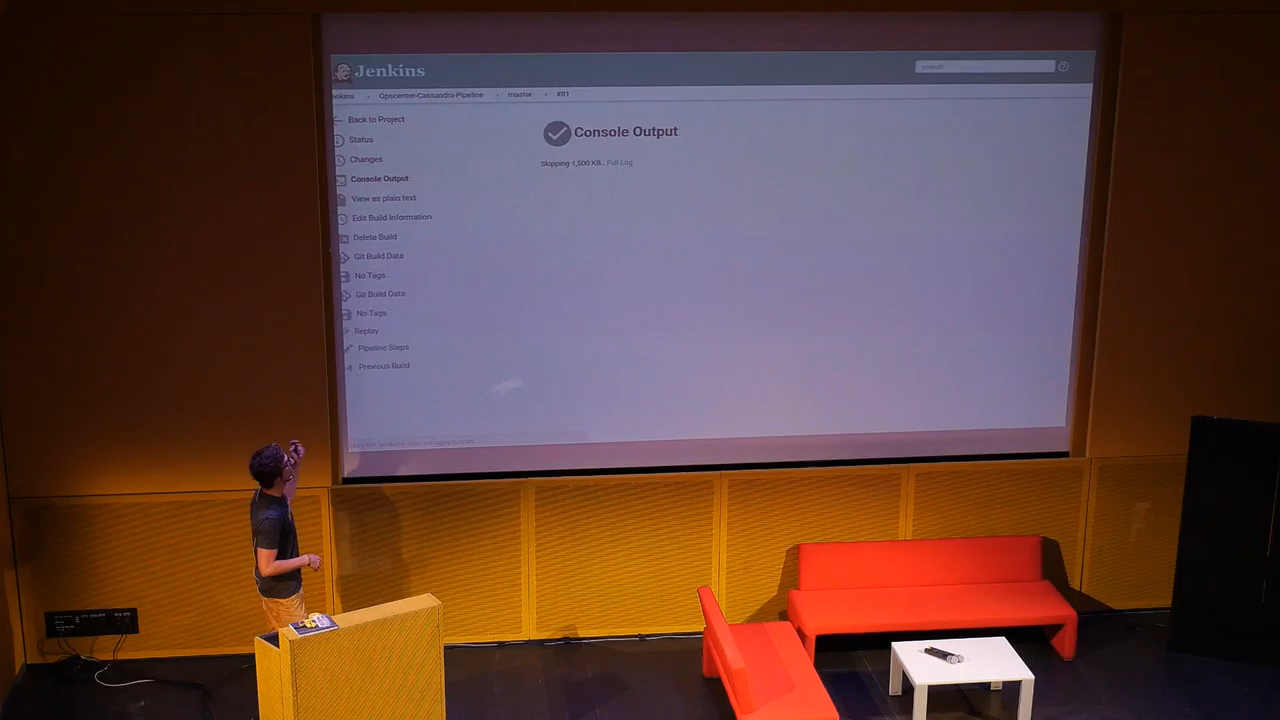 Jenkins
search
enkins
Opscenter-Cassandra-Pipeline
master
#81
Back to Project
Status
Changes
Console Output
View as plain text
Edit Build Information
Delete Build
Git Build Data
No Tags
Git Build Data
No Tags
Replay
Pipeline Steps
Previous Build
Console Output
Skipping 1,500 KB.. Full Log